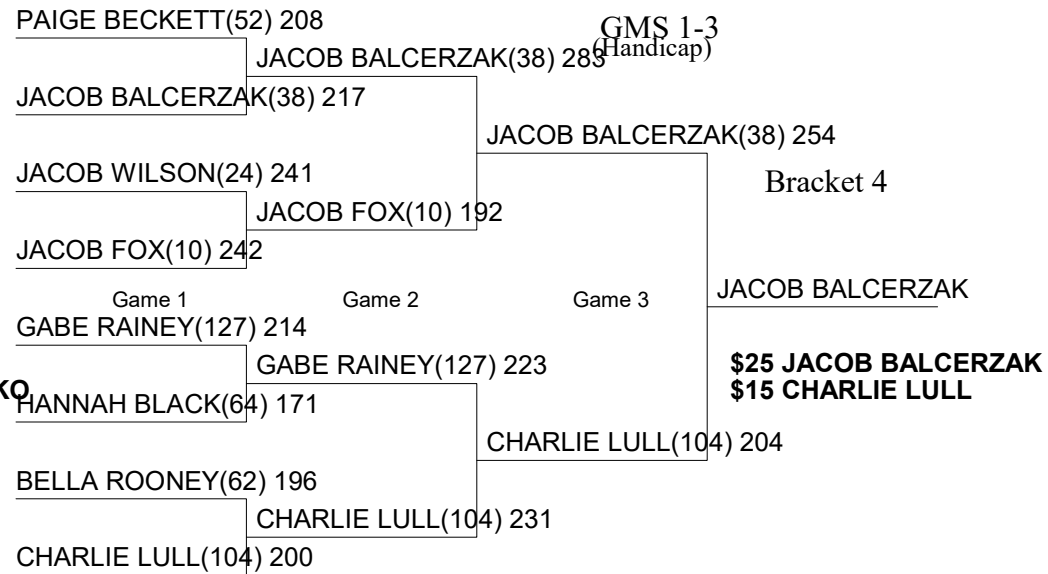 PAIGE BECKETT(52) 208
GMS 1-3
(Handicap)
JACOB BALCERZAK(38) 283
JACOB BALCERZAK(38) 217
JACOB BALCERZAK(38) 254
JACOB WILSON(24) 241
Bracket 4
JACOB FOX(10) 192
JACOB FOX(10) 242
Game 1
Game 2
Game 3
JACOB BALCERZAK
GABE RAINEY(127) 214
GABE RAINEY(127) 223
$25 JACOB BALCERZAK
KO
$15 CHARLIE LULL
HANNAH BLACK(64) 171
CHARLIE LULL(104) 204
BELLA ROONEY(62) 196
CHARLIE LULL(104) 231
CHARLIE LULL(104) 200